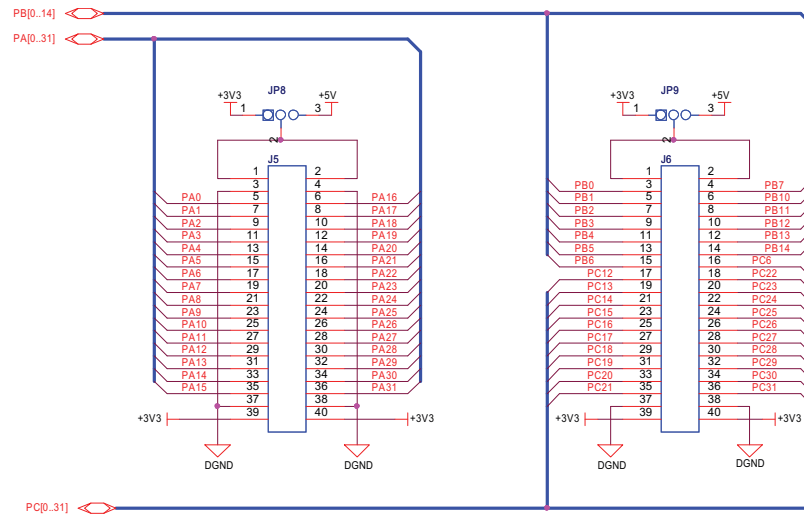 PB[0..14]
PA[0..31]
JP8
+3V3 1 3 +5V
2
J5
1 2
3 4
PA0 5 6 PA16
PA1 7 8 PA17
PA2 9 10 PA18
PA3 11 12 PA19
PA4 13 14 PA20
PA5 15 16 PA21
PA6 17 18 PA22
PA7 19 20 PA23
PA8 21 22 PA24
PA9 23 24 PA25
PA10 25 26 PA26
PA11 27 28 PA27
PA12 29 30 PA28
PA13 31 32 PA29
PA14 33 34 PA30
PA15 35 36 PA31
37 38
+3V3 39 40 +3V3
DGND DGND
JP9
+3V3 1 3 +5V
2
J6
1 2
PB0 3 4 PB7
PB1 5 6 PB10
PB2 7 8 PB11
PB3 9 10 PB12
PB4 11 12 PB13
PB5 13 14 PB14
PB6 15 16 PC6
PC12 17 18 PC22
PC13 19 20 PC23
PC14 21 22 PC24
PC15 23 24 PC25
PC16 25 26 PC26
PC17 27 28 PC27
PC18 29 30 PC28
PC19 31 32 PC29
PC20 33 34 PC30
PC21 35 36 PC31
37 38
+3V3 39 40 +3V3
DGND DGND
PC[0..31]